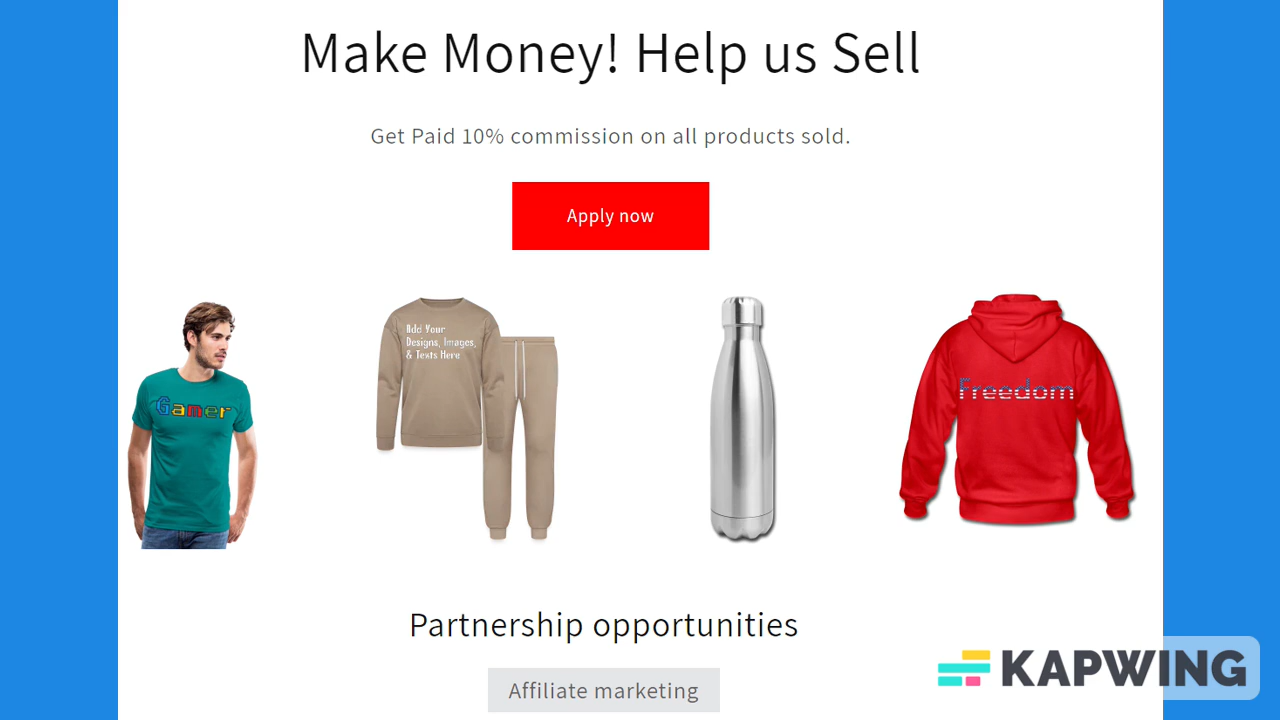 Make Money! Help us Sell
Get Paid 10% commission on all products sold.
Apply now
Gamer
Add Your
Designs, Images,
& Texts Here
Freedom
Partnership opportunities
Affiliate marketing
KAPWING